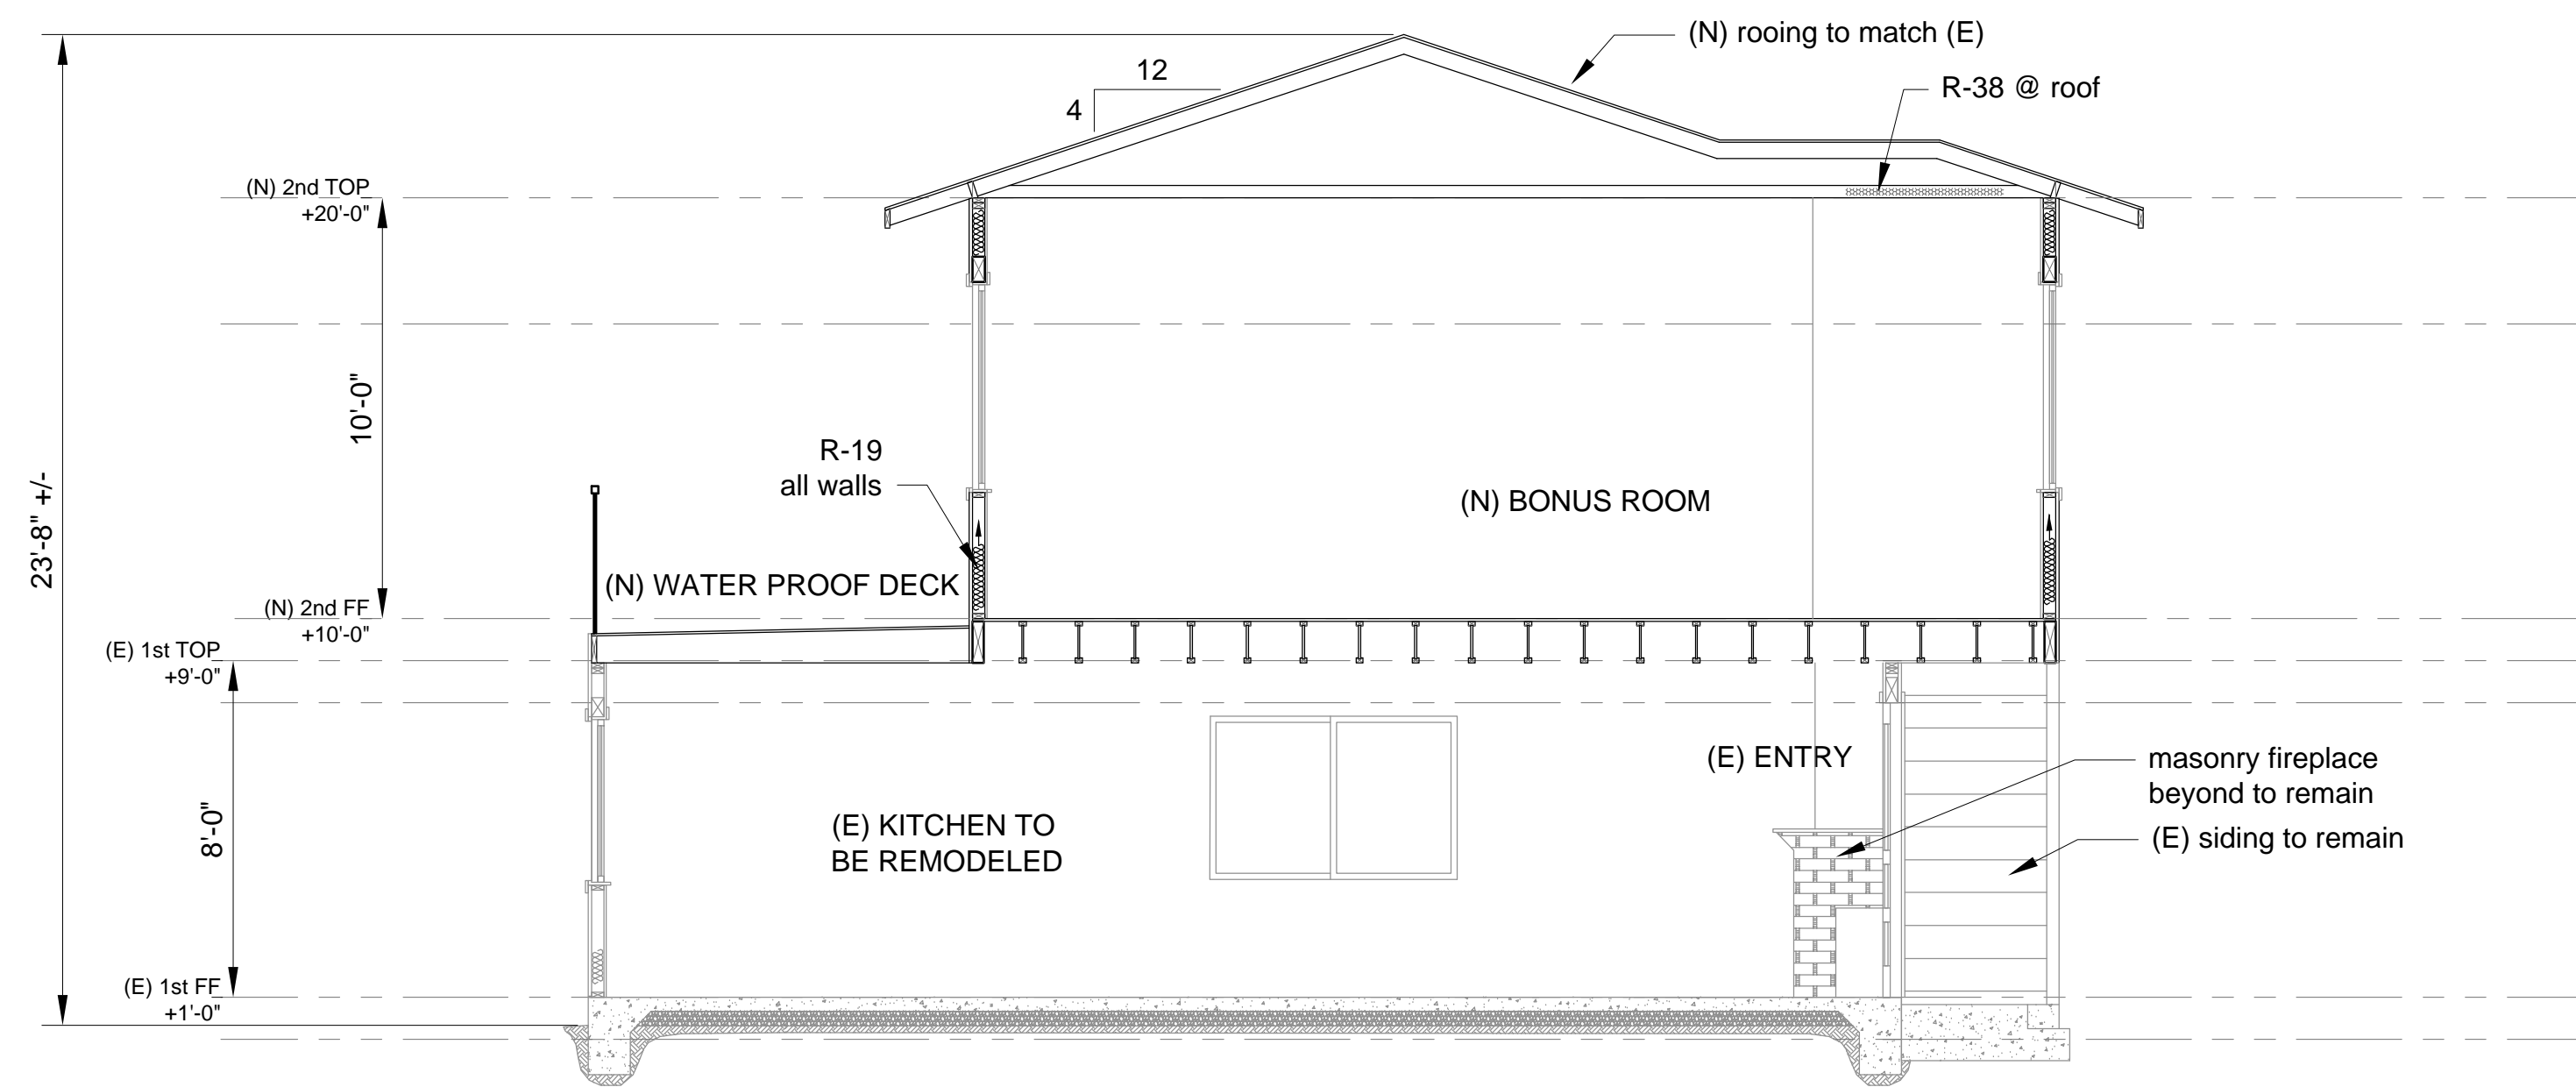 (N) rooing to match (E)
12
4
R-38 @ roof
(N) 2nd TOP
+20'-0"
10'-0"
23'-8" +/-
R-19
all walls
(N) BONUS ROOM
(N) WATER PROOF DECK
(N) 2nd FF
+10'-0"
(E) 1st TOP
+9'-0"
8'-0"
(E) ENTRY
masonry fireplace
beyond to remain
(E) KITCHEN TO
BE REMODELED
(E) siding to remain
(E) 1st FF
+1'-0"